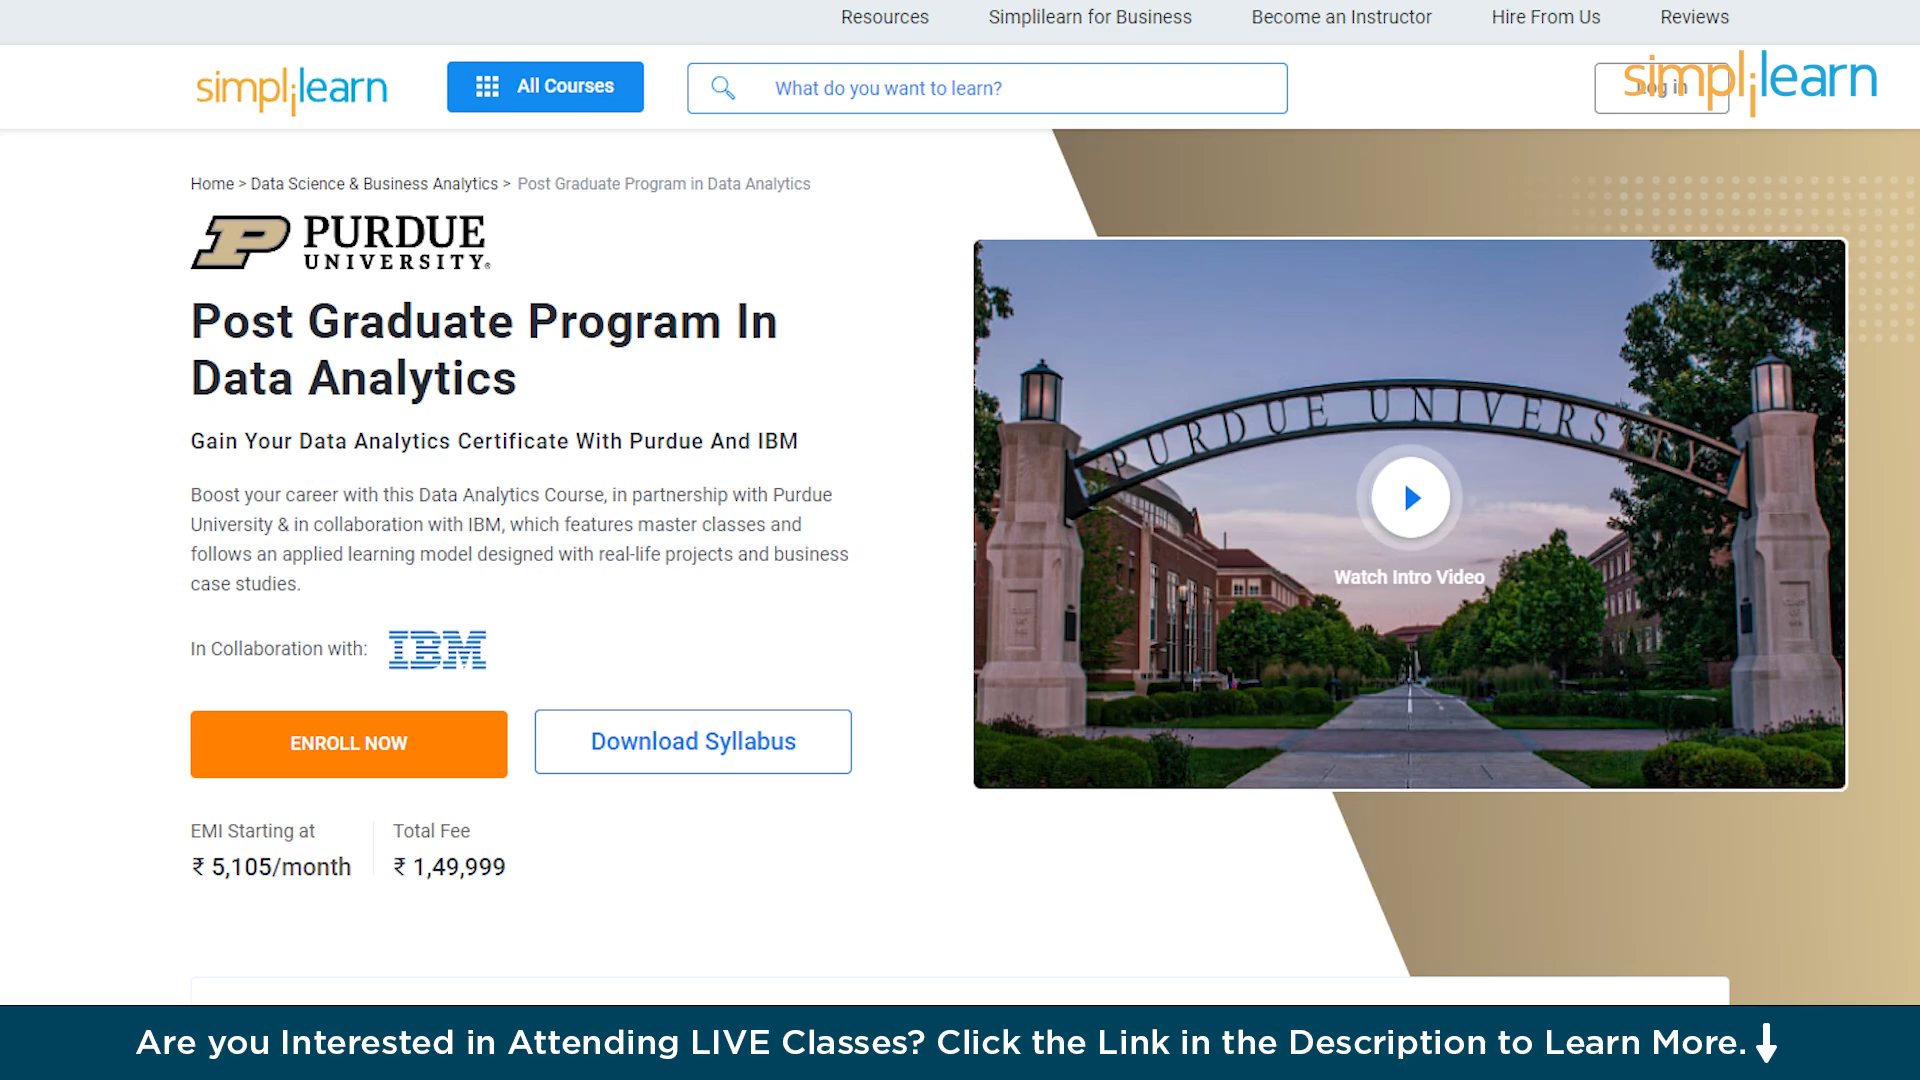 Resources Simplilearn for Business Become an Instructor Hire From Us Reviews
simplilearn All Courses What do you want to learn? Log in simplilearn
Home > Data Science & Business Analytics > Post Graduate Program in Data Analytics
PURDUE
UNIVERSITY®
Post Graduate Program In
Data Analytics
Gain Your Data Analytics Certificate With Purdue And IBM
Boost your career with this Data Analytics Course, in partnership with Purdue
University & in collaboration with IBM, which features master classes and
follows an applied learning model designed with real-life projects and business
case studies.
In Collaboration with: IBM
ENROLL NOW Download Syllabus
EMI Starting at Total Fee
₹ 5,105/month ₹ 1,49,999
PURDUE UNIVERSITY
Watch Intro Video
Are you Interested in Attending LIVE Classes? Click the Link in the Description to Learn More.